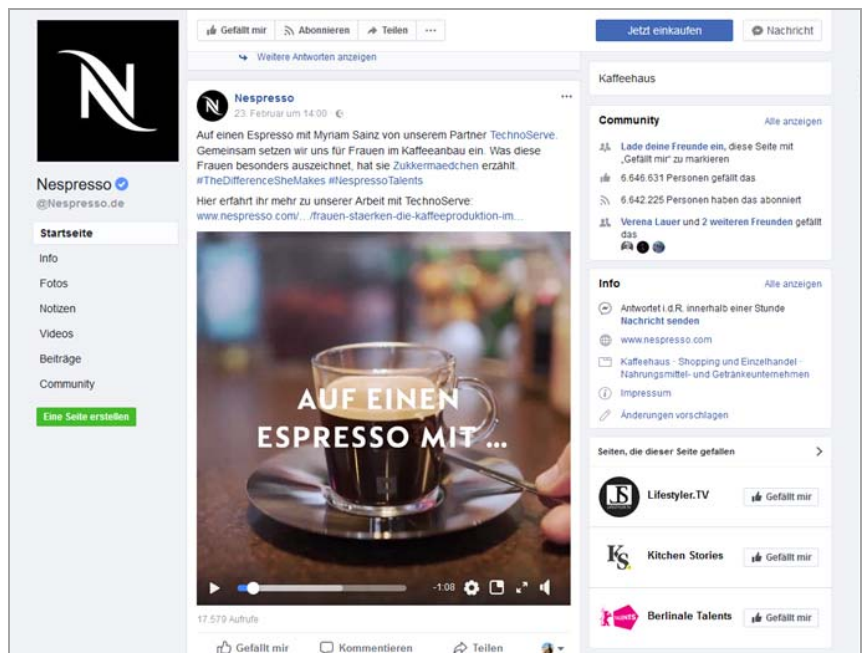 Gefällt mir Abonnieren Teilen ...
Jetzt einkaufen Nachricht
N
Nespresso
@Nespresso.de
Startseite
Info
Fotos
Notizen
Videos
Beiträge
Community
Eine Seite erstellen
Weitere Antworten anzeigen
N
Nespresso
23. Februar um 14:00 ·
Auf einen Espresso mit Myriam Sainz von unserem Partner TechnoServe.
Gemeinsam setzen wir uns für Frauen im Kaffeeanbau ein. Was diese
Frauen besonders auszeichnet, hat sie Zukkermaedchen erzählt.
#TheDifferenceSheMakes #NespressoTalents
Hier erfahrt ihr mehr zu unserer Arbeit mit TechnoServe:
www.nespresso.com/…/frauen-staerken-die-kaffeeproduktion-im…
AUF EINEN
ESPRESSO MIT ...
-1:08
17.579 Aufrufe
Gefällt mir Kommentieren Teilen
Kaffeehaus
Community Alle anzeigen
Lade deine Freunde ein, diese Seite mit
„Gefällt mir“ zu markieren
6.646.631 Personen gefällt das
6.642.225 Personen haben das abonniert
Verena Lauer und 2 weiteren Freunden gefällt
das
Info Alle anzeigen
Antwortet i.d.R. innerhalb einer Stunde
Nachricht senden
www.nespresso.com
Kaffeehaus · Shopping und Einzelhandel ·
Nahrungsmittel- und Getränkeunternehmen
Impressum
Änderungen vorschlagen
Seiten, die dieser Seite gefallen
Lifestyler.TV Gefällt mir
KS Kitchen Stories Gefällt mir
Berlinale Talents Gefällt mir